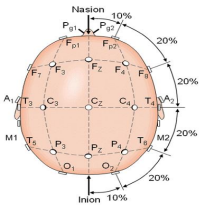 Nasion
10%
Pg1 Pg2
20%
Fp1 Fp2
F7 F3 Fz F4 F8
20%
A1 T3 C3 Cz C4 T4 A2
20%
M1 T5 P3 Pz P4 T6 M2
20%
O1 O2
Inion 10%